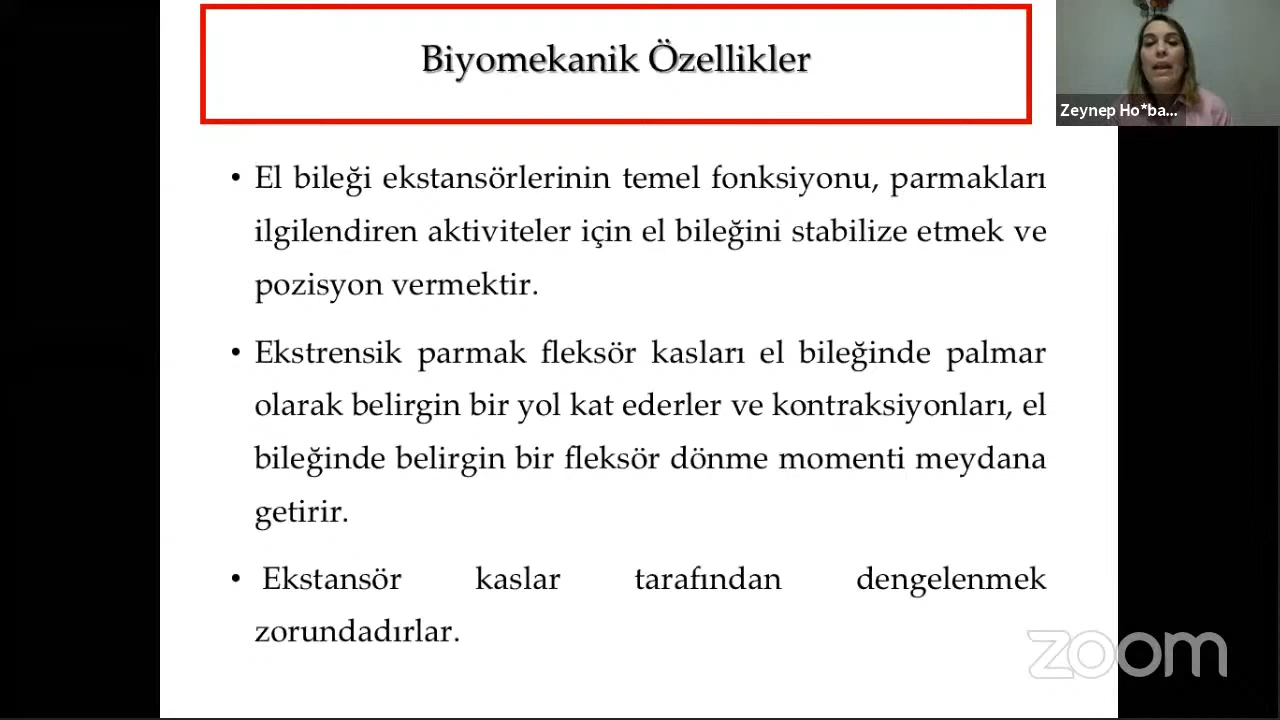 Biyomekanik Özellikler
Zeynep Ho*ba...
• El bileği ekstansörlerinin temel fonksiyonu, parmakları
ilgilendiren aktiviteler için el bileğini stabilize etmek ve
pozisyon vermektir.
• Ekstrensik parmak fleksör kasları el bileğinde palmar
olarak belirgin bir yol kat ederler ve kontraksiyonları, el
bileğinde belirgin bir fleksör dönme momenti meydana
getirir.
• Ekstansör kaslar tarafından dengelenmek
zorundadırlar.
zoom